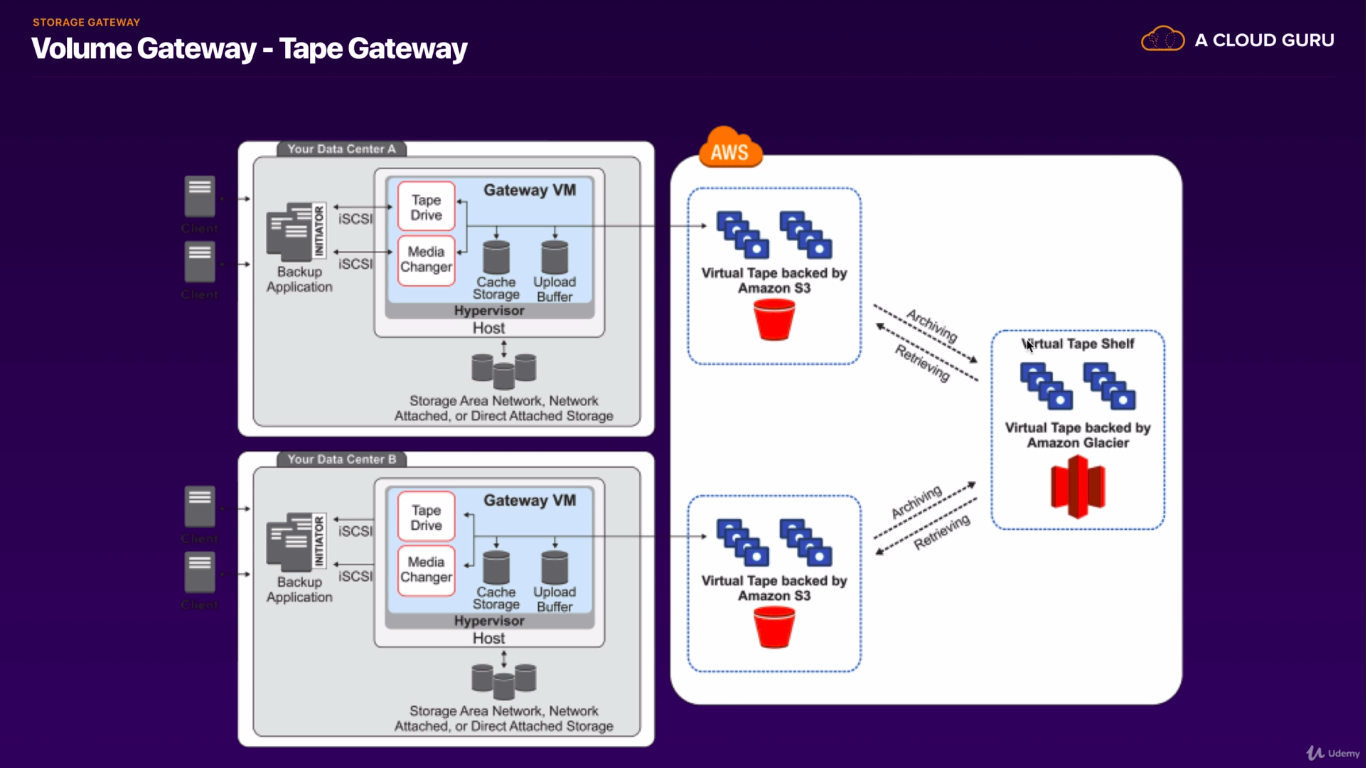 STORAGE GATEWAY
Volume Gateway - Tape Gateway
A CLOUD GURU
Your Data Center A
Client
Client
INITIATOR
Backup
Application
iSCSI
iSCSI
Tape
Drive
Media
Changer
Gateway VM
Cache
Storage
Upload
Buffer
Hypervisor
Host
Storage Area Network, Network
Attached, or Direct Attached Storage
Your Data Center B
Client
Client
INITIATOR
Backup
Application
iSCSI
iSCSI
Tape
Drive
Media
Changer
Gateway VM
Cache
Storage
Upload
Buffer
Hypervisor
Host
Storage Area Network, Network
Attached, or Direct Attached Storage
AWS
Virtual Tape backed by
Amazon S3
Archiving
Retrieving
Virtual Tape Shelf
Virtual Tape backed by
Amazon Glacier
Virtual Tape backed by
Amazon S3
Archiving
Retrieving
Udemy